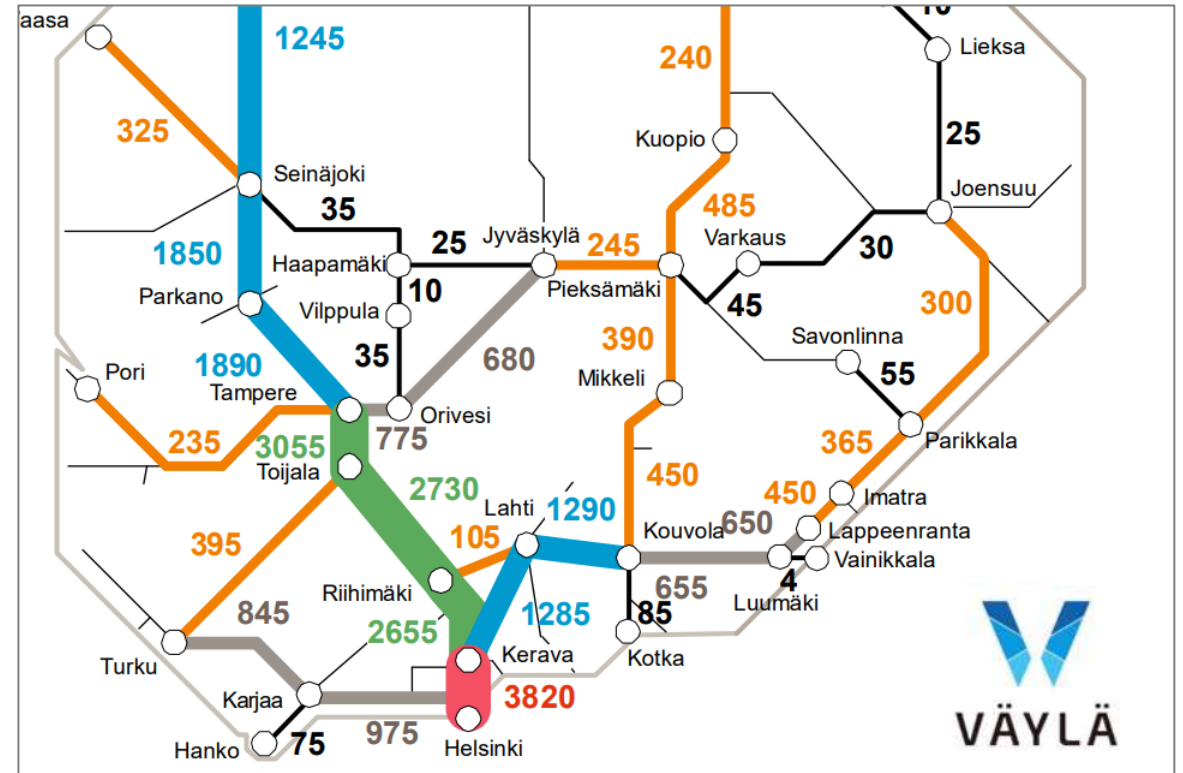 aasa
1245
240
10
Lieksa
325
Kuopio
25
Seinäjoki
Joensuu
35
485
1850
25
Jyväskylä
245
Varkaus
30
Haapamäki
10
Pieksämäki
45
300
Parkano
Vilppula
1890
35
680
390
Savonlinna
55
Pori
Tampere
Mikkeli
Orivesi
235
3055
775
365
Parikkala
Toijala
2730
450
450
Imatra
Lahti
1290
395
105
Kouvola
650
Lappeenranta
Vainikkala
655
4
Riihimäki
Luumäki
845
2655
1285
85
Turku
Kerava
Kotka
Karjaa
3820
975
Hanko
75
Helsinki
VÄYLÄ